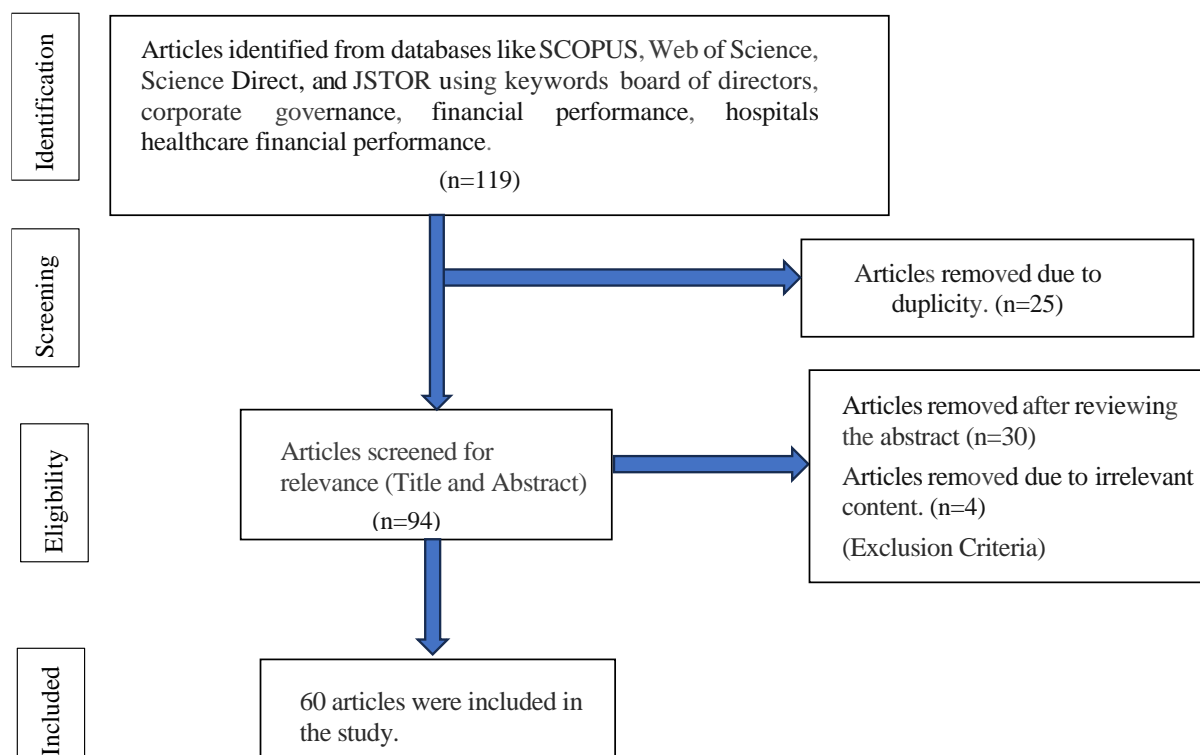 Identification
Articles identified from databases like SCOPUS, Web of Science,
Science Direct, and JSTOR using keywords board of directors,
corporate governance, financial performance, hospitals
healthcare financial performance.
(n=119)
Screening
Articles removed due to
duplicity. (n=25)
Eligibility
Articles screened for
relevance (Title and Abstract)
(n=94)
Articles removed after reviewing
the abstract (n=30)
Articles removed due to irrelevant
content. (n=4)
(Exclusion Criteria)
Included
60 articles were included in
the study.